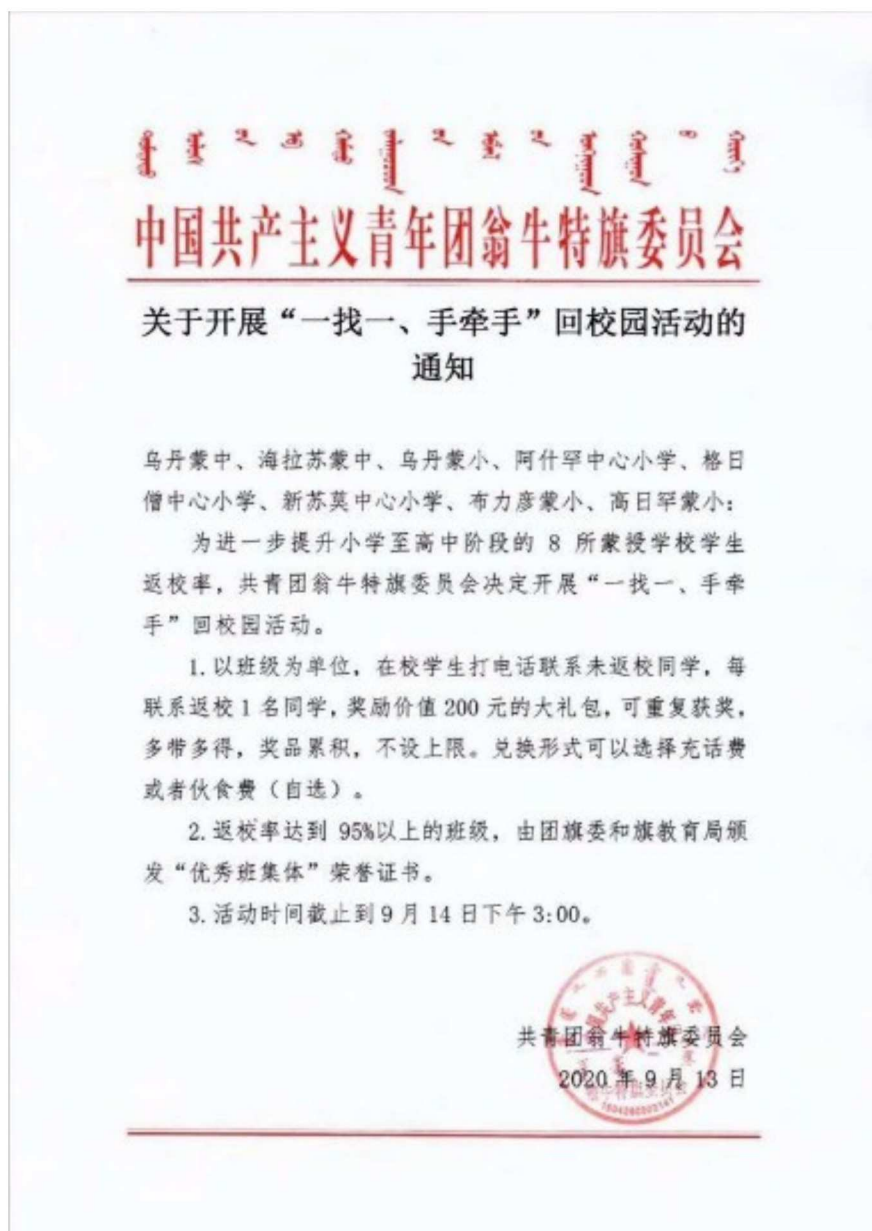 中国共产主义青年团翁牛特旗委员会
关于开展“一找一、手牵手”回校园活动的
通知
乌丹蒙中、海拉苏蒙中、乌丹蒙小、阿什罕中心小学、格日
僧中心小学、新苏莫中心小学、布力彦蒙小、高日罕蒙小：
为进一步提升小学至高中阶段的 8 所蒙授学校学生
返校率，共青团翁牛特旗委员会决定开展“一找一、手牵
手”回校园活动。
1.以班级为单位，在校学生打电话联系未返校同学，每
联系返校1名同学，奖励价值200元的大礼包，可重复获奖，
多带多得，奖品累积，不设上限。兑换形式可以选择充话费
或者伙食费（自选）。
2.返校率达到 95%以上的班级，由团旗委和旗教育局颁
发“优秀班集体”荣誉证书。
3.活动时间截止到9月14日下午3:00。
共青团翁牛特旗委员会
2020年9月13日